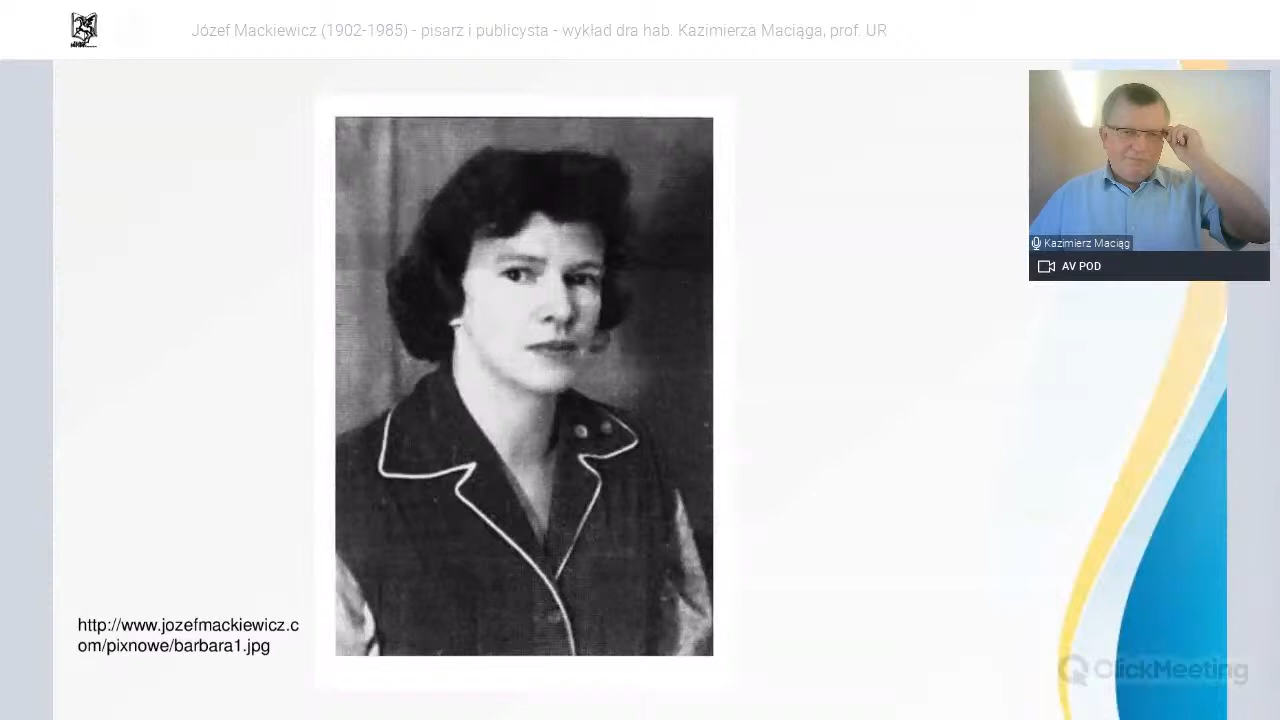 Józef Mackiewicz (1902-1985) - pisarz i publicysta - wykład dra hab. Kazimierza Maciąga, prof. UR
Kazimierz Maciąg
AV POD
http://www.jozefmackiewicz.c
om/pixnowe/barbara1.jpg
ClickMeeting